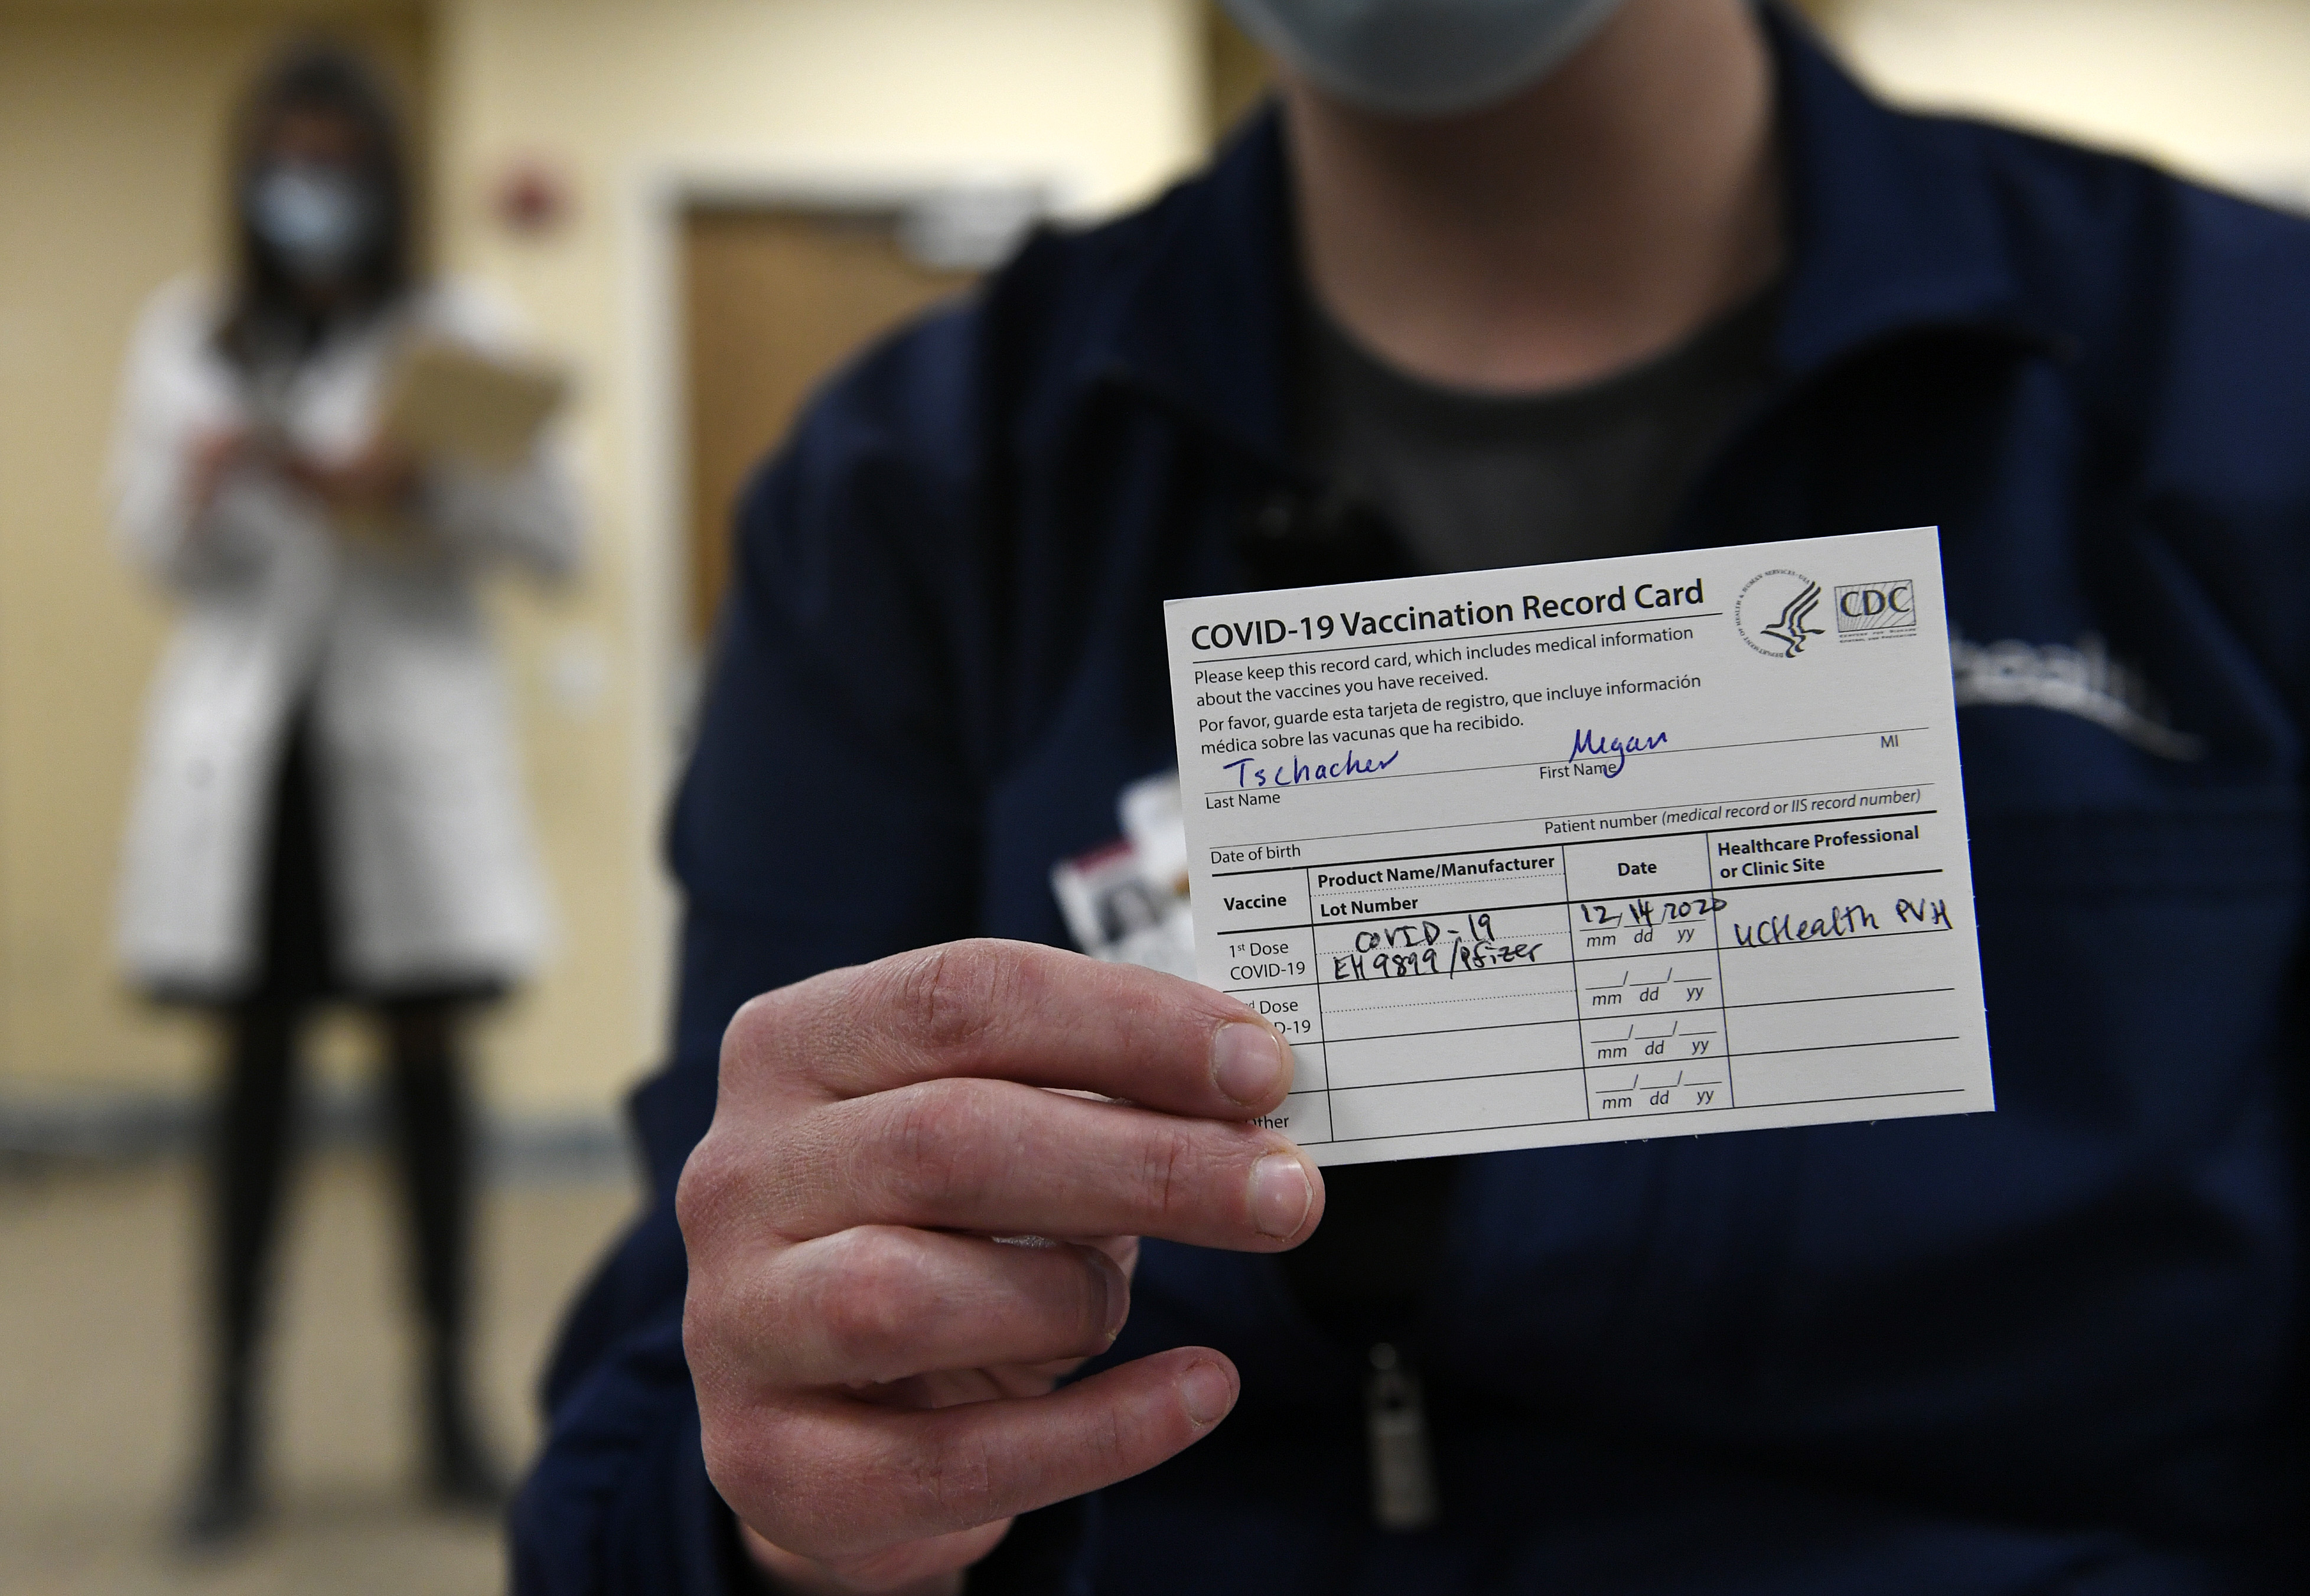 COVID-19 Vaccination Record Card
Please keep this record card, which includes medical information
about the vaccines you have received.
Por favor, guarde esta tarjeta de registro, que incluye información
médica sobre las vacunas que ha recibido.
CDC
Tschacher Megan
Last Name First Name MI
Date of birth Patient number (medical record or IIS record number)
Vaccine Product Name/Manufacturer Date Healthcare Professional
Lot Number or Clinic Site
1st Dose COVID-19 12/14/2020 UCHealth PVH
COVID-19 EH9899/Pfizer mm dd yy
Dose
mm dd yy
mm dd yy
mm dd yy